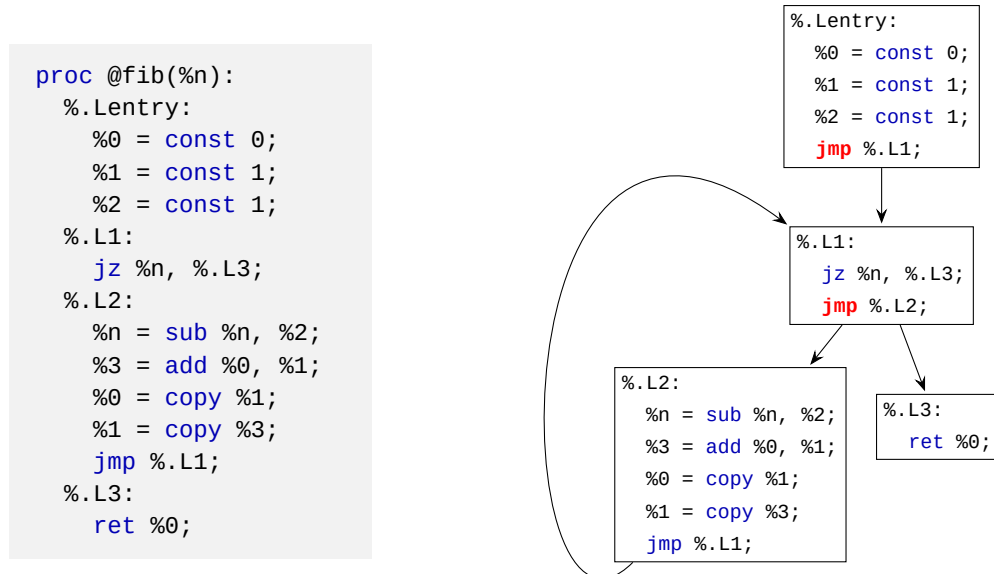 proc @fib(%n):
%.Lentry:
%0 = const 0;
%1 = const 1;
%2 = const 1;
%.L1:
jz %n, %.L3;
%.L2:
%n = sub %n, %2;
%3 = add %0, %1;
%0 = copy %1;
%1 = copy %3;
jmp %.L1;
%.L3:
ret %0;
%.Lentry:
%0 = const 0;
%1 = const 1;
%2 = const 1;
jmp %.L1;
%.L1:
jz %n, %.L3;
jmp %.L2;
%.L2:
%n = sub %n, %2;
%3 = add %0, %1;
%0 = copy %1;
%1 = copy %3;
jmp %.L1;
%.L3:
ret %0;